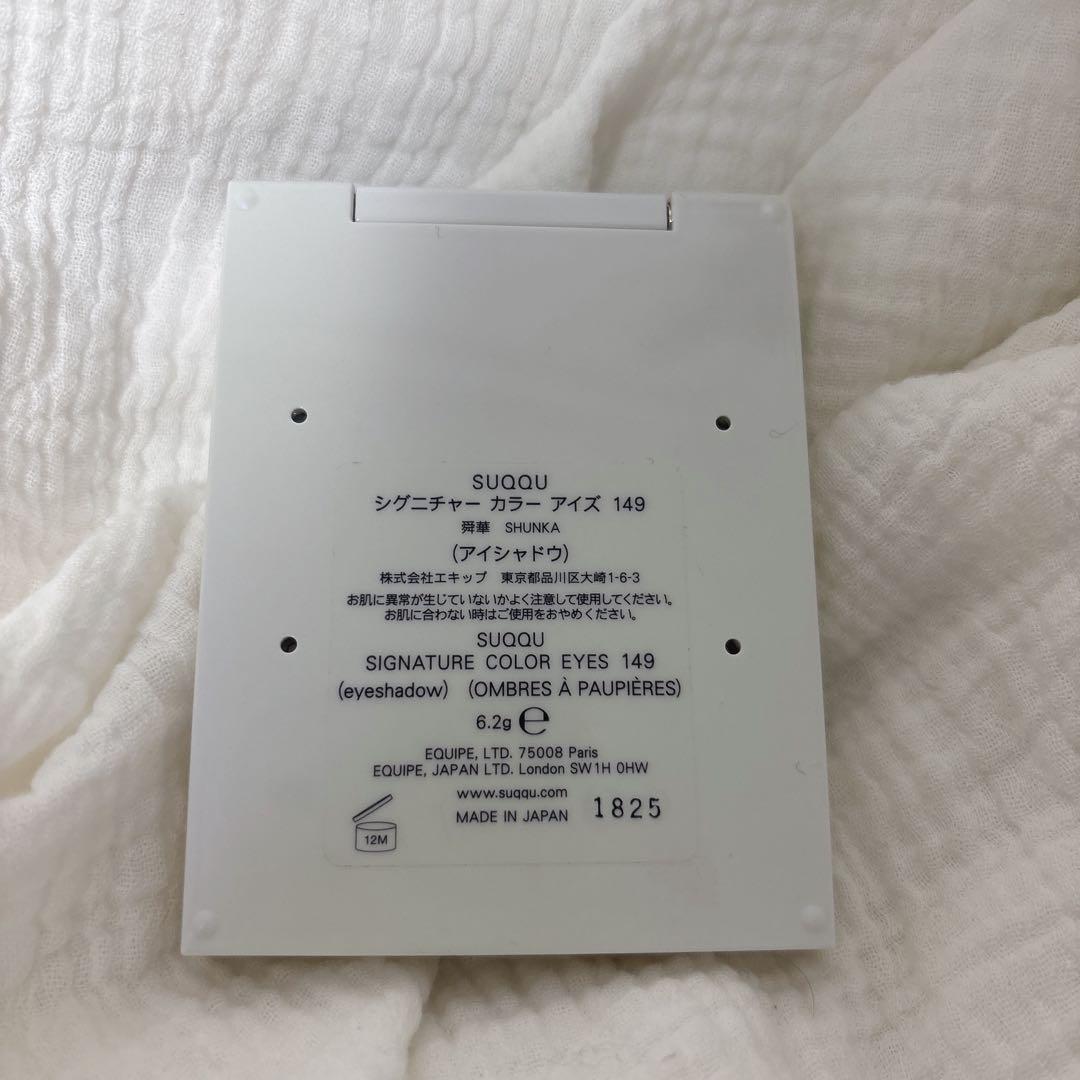 SUQQU
シグニチャー カラー アイズ 149
舜華 SHUNKA
(アイシャドウ)
株式会社エキップ 東京都品川区大崎1-6-3
お肌に異常が生じていないかよく注意して使用してください。
お肌に合わない時はご使用をおやめください。
SUQQU
SIGNATURE COLOR EYES 149
(eyeshadow) (OMBRES À PAUPIÈRES)
6.2g ℮
EQUIPE, LTD. 75008 Paris
EQUIPE, JAPAN LTD. London SW1H 0HW
www.suqqu.com
MADE IN JAPAN 1825
12M